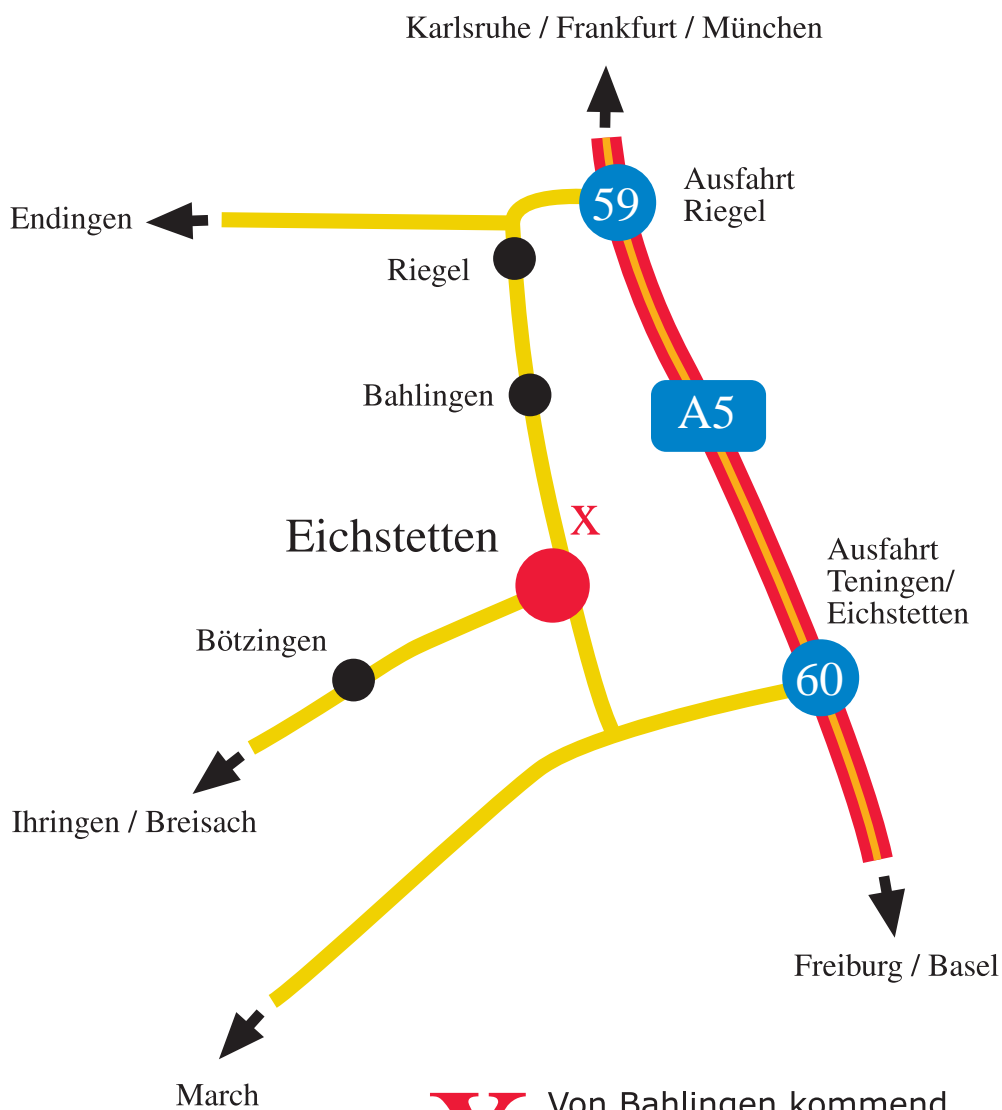 Karlsruhe / Frankfurt / München
59
Ausfahrt
Riegel
Endingen
Riegel
Bahlingen
A5
x
Eichstetten
Ausfahrt
Teningen/
Eichstetten
Bötzingen
60
Ihringen / Breisach
Freiburg / Basel
March
x Von Bahlingen kommend